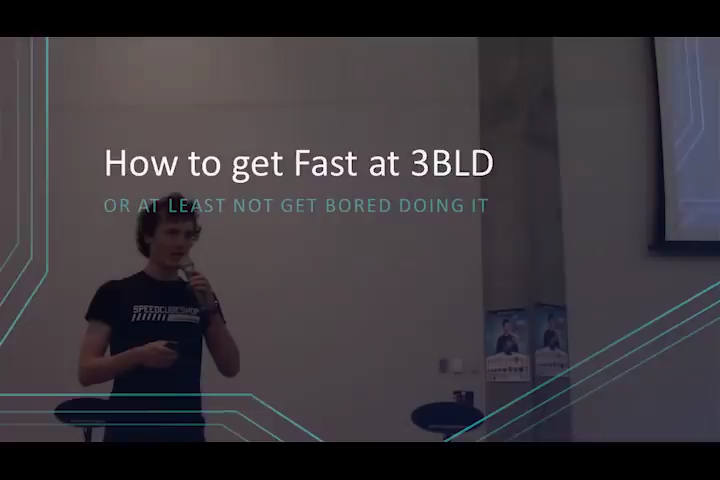 How to get Fast at 3BLD
OR AT LEAST NOT GET BORED DOING IT
SPEEDCUBESHOP